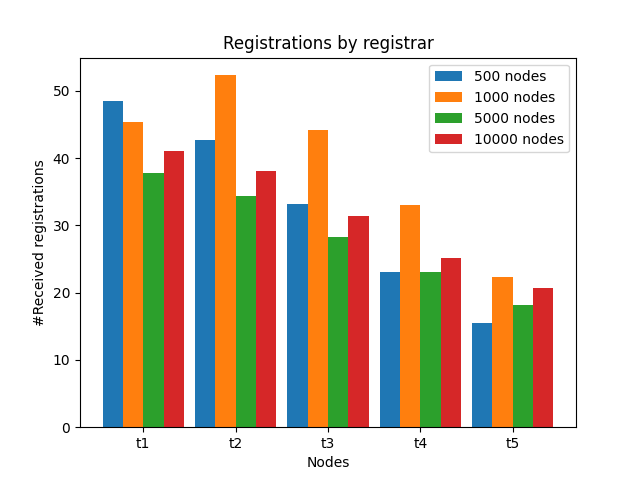 Registrations by registrar
500 nodes
1000 nodes
5000 nodes
10000 nodes
#Received registrations
50
40
30
20
10
0
t1 t2 t3 t4 t5
Nodes